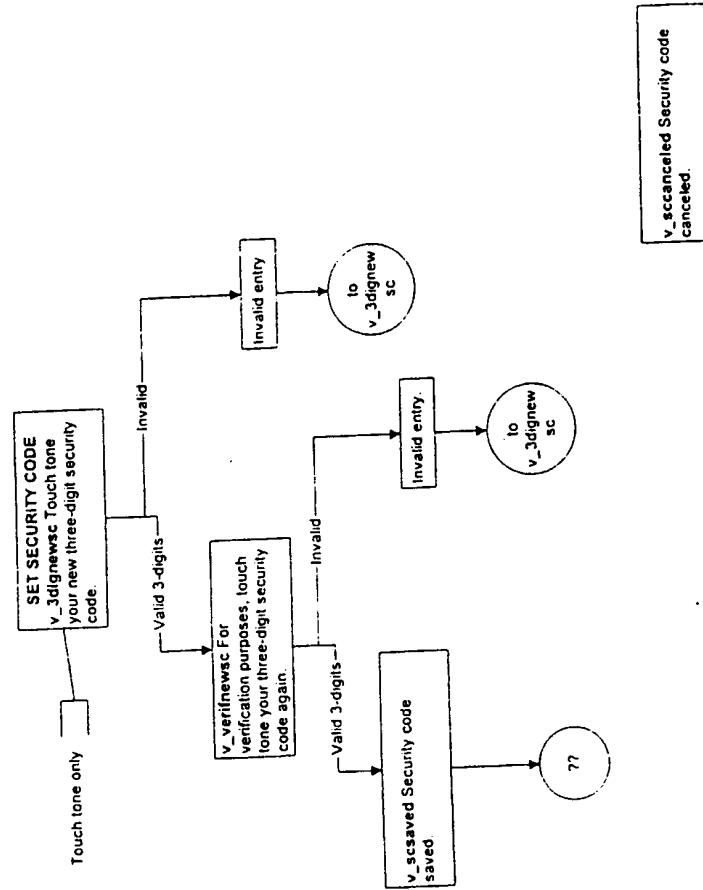 Touch tone only
SET SECURITY CODE
v_3dignewsc Touch tone
your new three-digit security
code.
Valid 3-digits
Invalid
v_verifnewsc For
verification purposes, touch
tone your three-digit security
code again.
Invalid entry
to
v_3dignew
sc
Valid 3-digits
Invalid
v_scsaved Security code
saved.
Invalid entry.
to
v_3dignew
sc
??
v_sccanceled Security code
canceled.